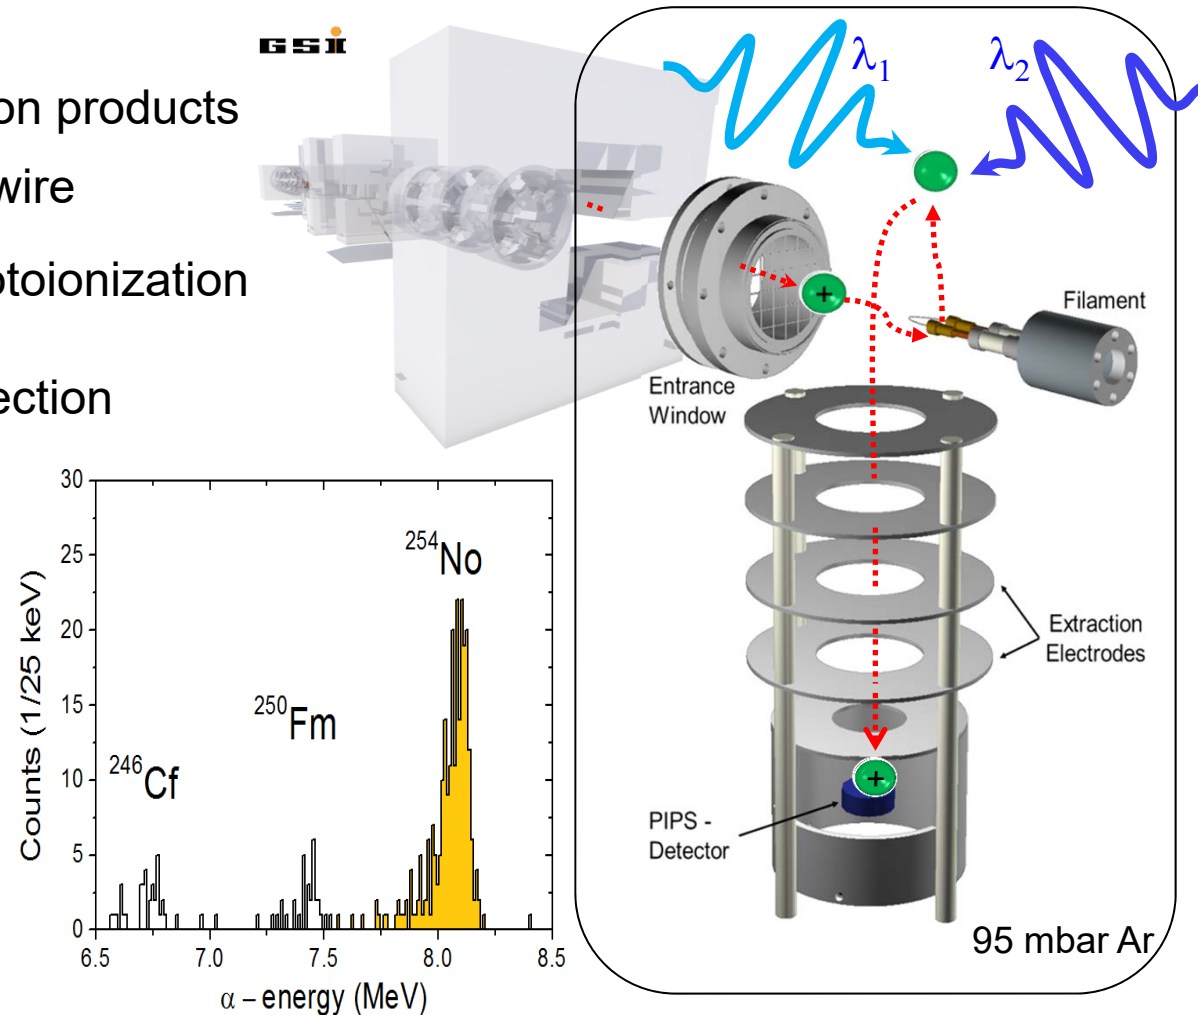 GSI
on products
wire
otoionization
ection
λ1
λ2
Filament
Entrance
Window
Extraction
Electrodes
PIPS -
Detector
95 mbar Ar
30
25
20
15
10
5
0
Counts (1/25 keV)
254No
250Fm
246Cf
6.5 7.0 7.5 8.0 8.5
α – energy (MeV)
+
+